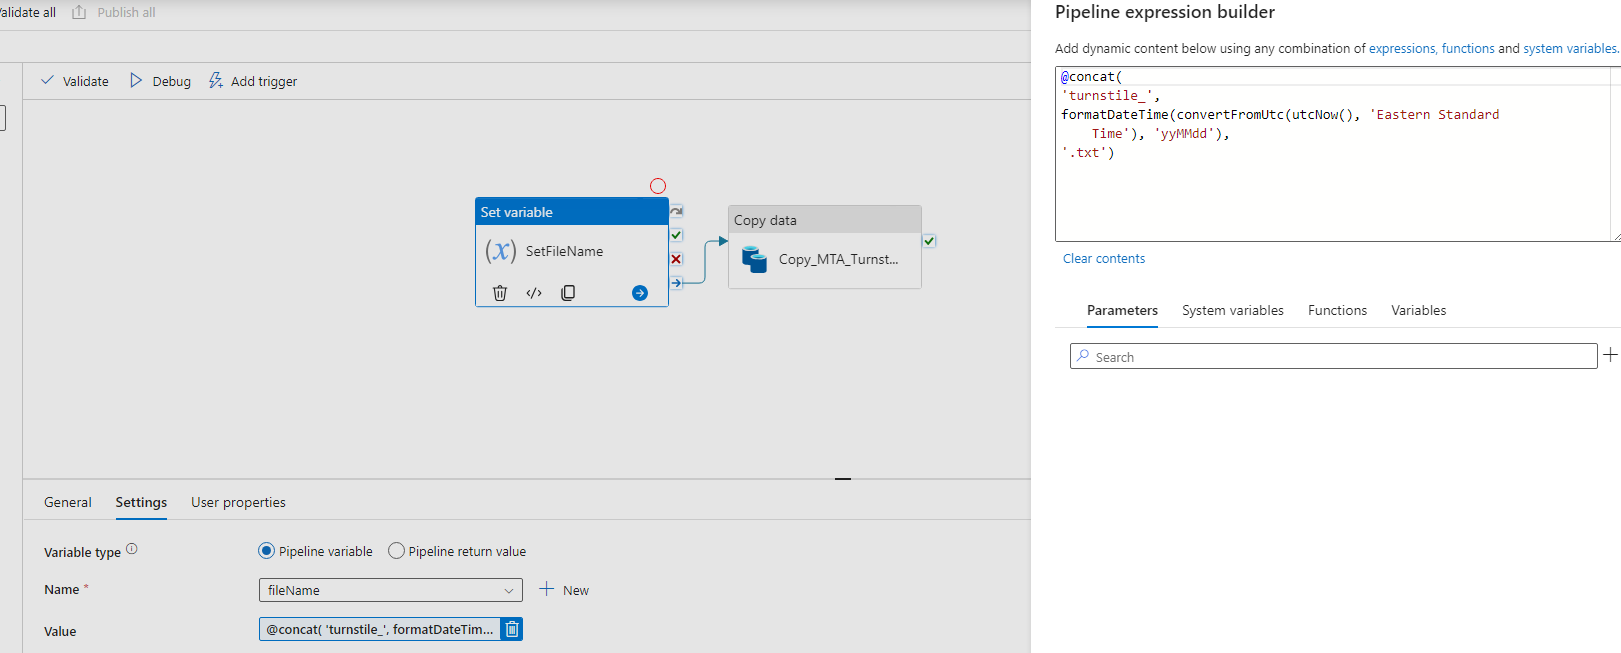 Validate all
Publish all
Validate
Debug
Add trigger
Set variable
(x)
SetFileName
</>
Copy data
Copy_MTA_Turnst...
General
Settings
User properties
Variable type
Pipeline variable
Pipeline return value
Name *
fileName
New
Value
@concat( 'turnstile_', formatDateTim...
Pipeline expression builder
Add dynamic content below using any combination of expressions, functions and system variables.
@concat(
'turnstile_',
formatDateTime(convertFromUtc(utcNow(), 'Eastern Standard
Time'), 'yyMMdd'),
'.txt')
Clear contents
Parameters
System variables
Functions
Variables
Search